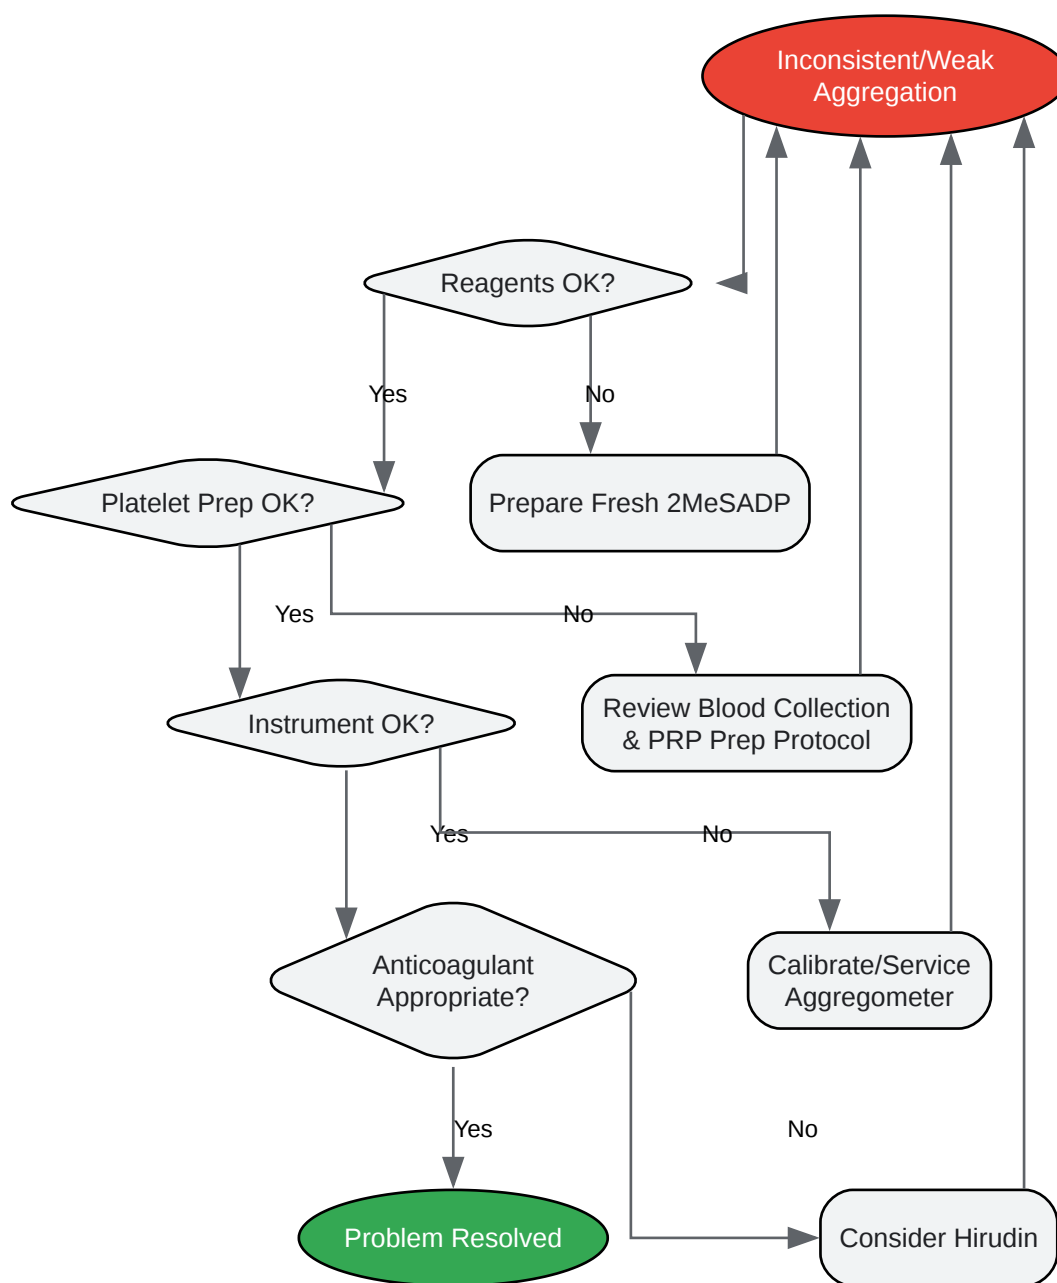 Inconsistent/Weak
Aggregation
Reagents OK?
Yes
No
Platelet Prep OK?
Prepare Fresh 2MeSADP
Yes
No
Instrument OK?
Review Blood Collection
& PRP Prep Protocol
Yes
No
Anticoagulant
Appropriate?
Calibrate/Service
Aggregometer
Yes
No
Problem Resolved
Consider Hirudin